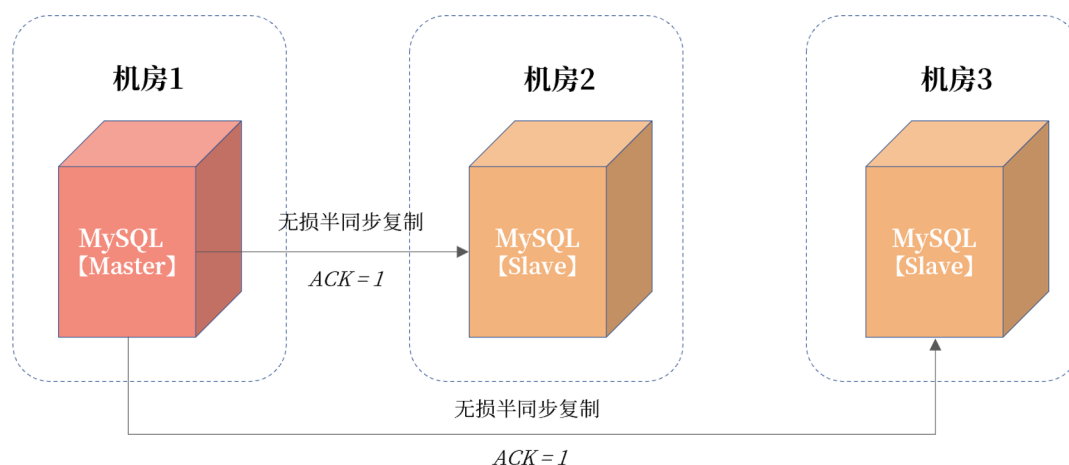 机房1
机房2
机房3
MySQL
【Master】
无损半同步复制
ACK = 1
MySQL
【Slave】
MySQL
【Slave】
无损半同步复制
ACK = 1